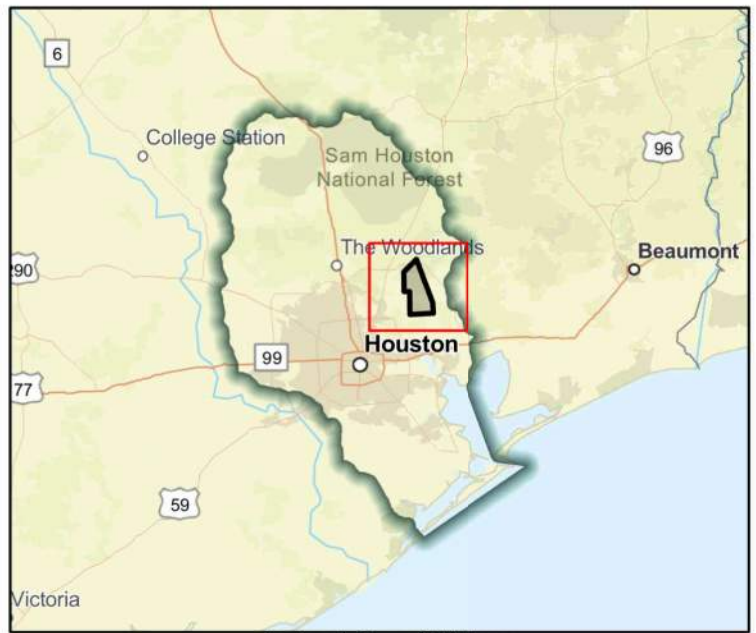 6
College Station
Sam Houston
National Forest
96
The Woodlands
290
Beaumont
Houston
99
77
59
Victoria